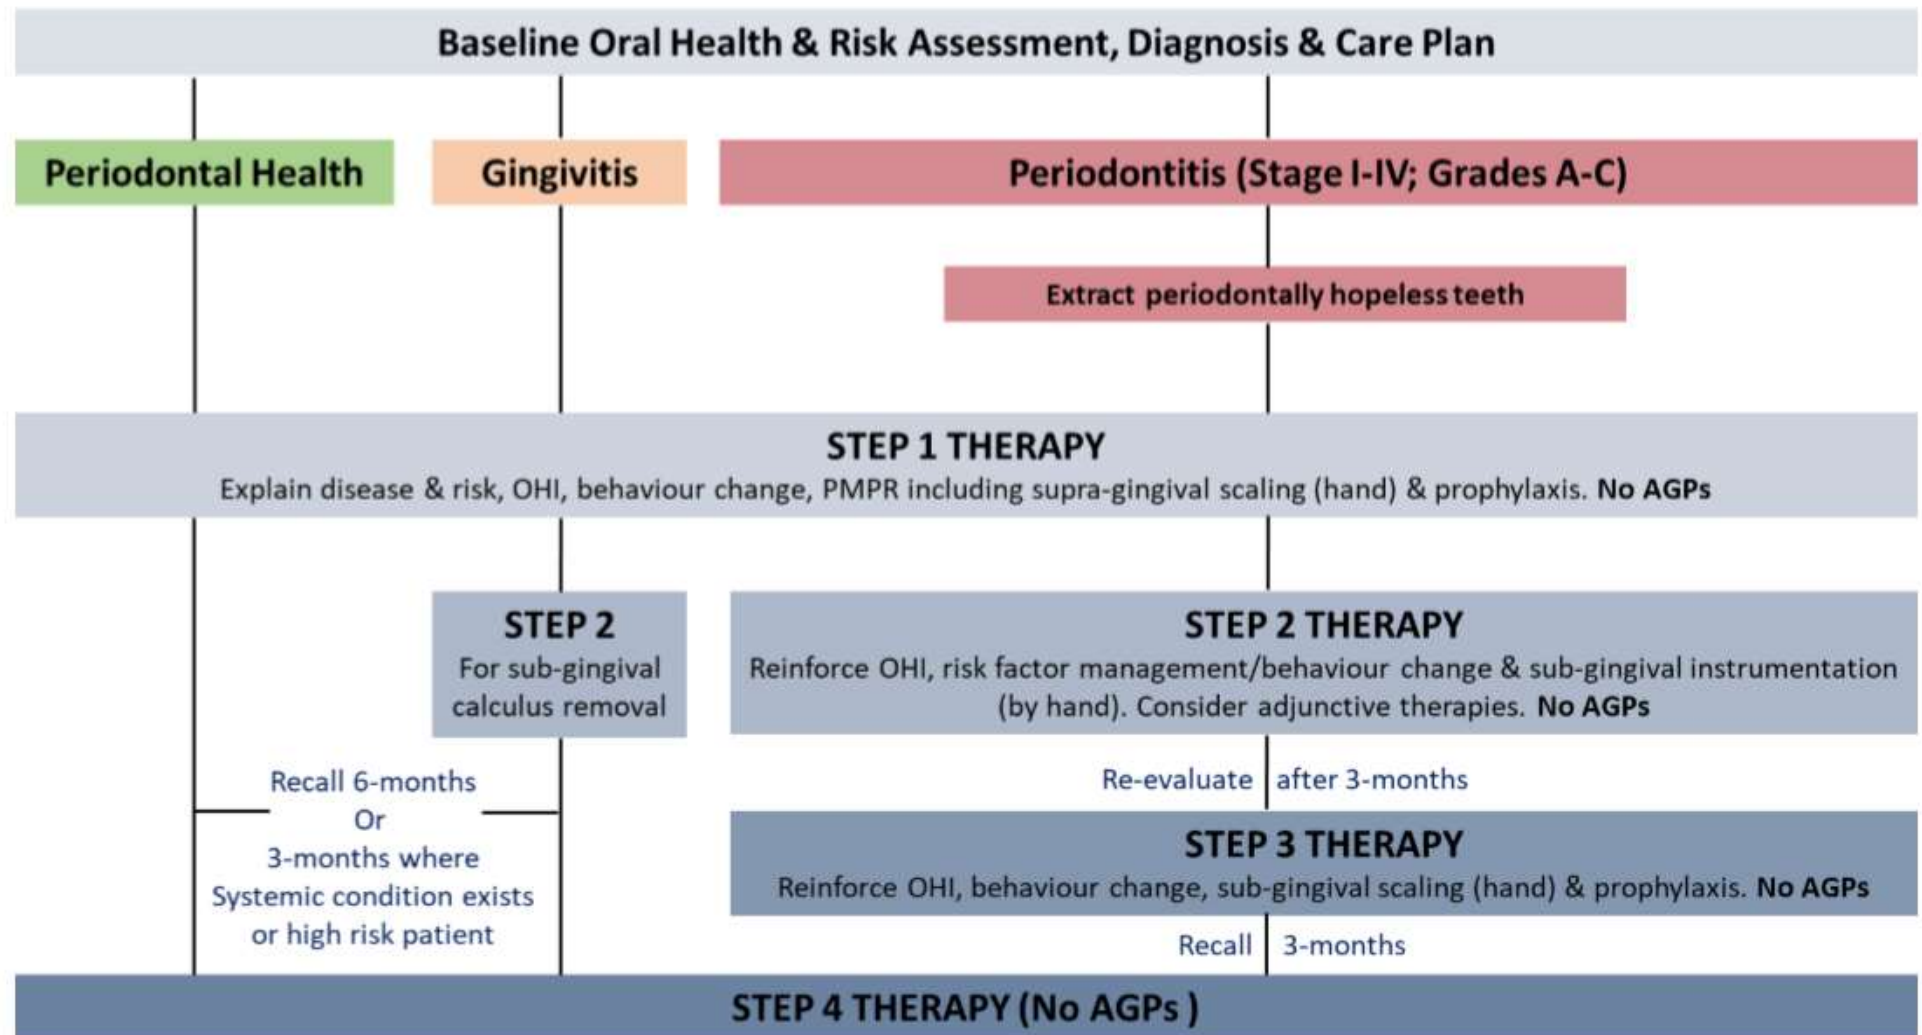 Baseline Oral Health & Risk Assessment, Diagnosis & Care Plan
Periodontal Health
Gingivitis
Periodontitis (Stage I-IV; Grades A-C)
Extract periodontally hopeless teeth
STEP 1 THERAPY
Explain disease & risk, OHI, behaviour change, PMPR including supra-gingival scaling (hand) & prophylaxis. No AGPs
STEP 2
For sub-gingival
calculus removal
STEP 2 THERAPY
Reinforce OHI, risk factor management/behaviour change & sub-gingival instrumentation
(by hand). Consider adjunctive therapies. No AGPs
Recall 6-months
Or
3-months where
Systemic condition exists
or high risk patient
Re-evaluate after 3-months
STEP 3 THERAPY
Reinforce OHI, behaviour change, sub-gingival scaling (hand) & prophylaxis. No AGPs
Recall 3-months
STEP 4 THERAPY (No AGPs )